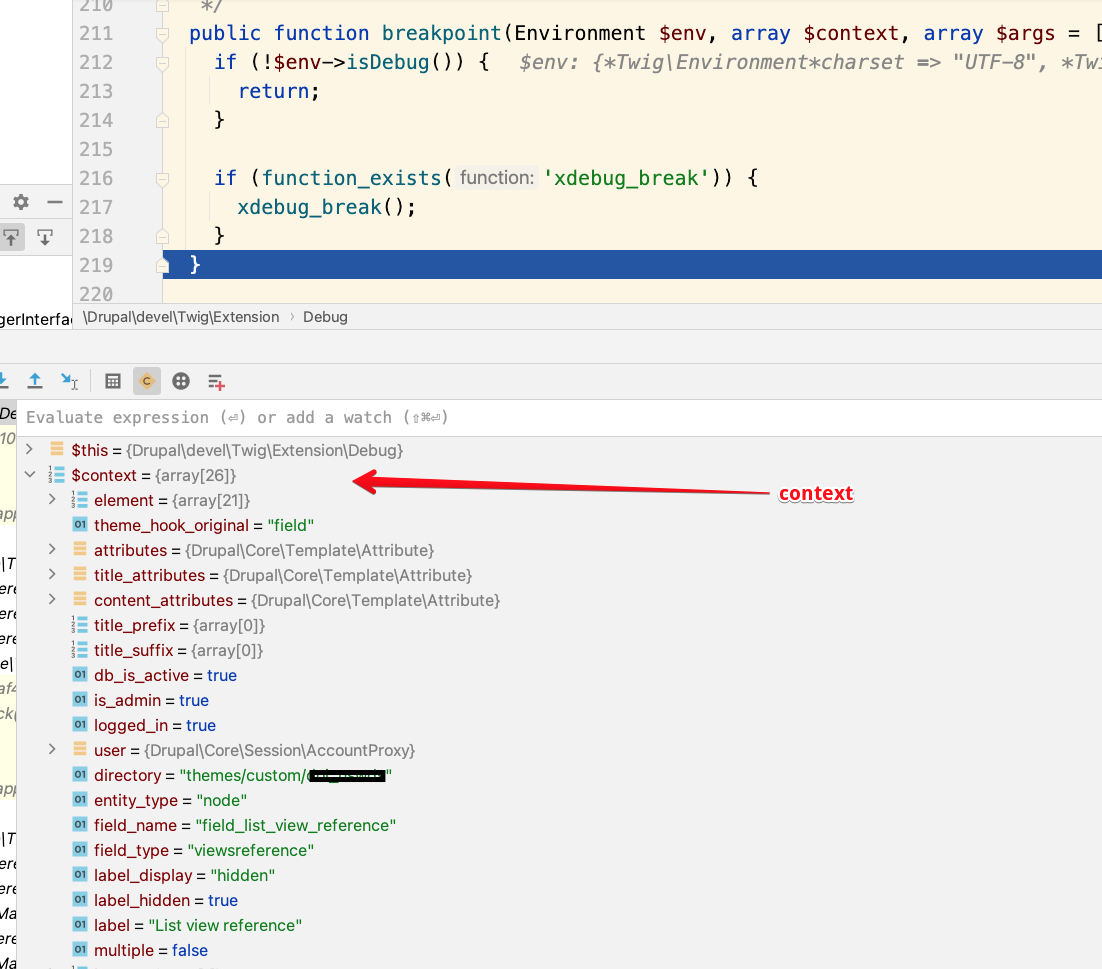 210 */
211 public function breakpoint(Environment $env, array $context, array $args = [
212 if (!$env->isDebug()) { $env: {*Twig\Environment*charset => "UTF-8", *Twi
213 return;
214 }
215
216 if (function_exists( function: 'xdebug_break')) {
217 xdebug_break();
218 }
219 }
220
gerInterfac \Drupal\devel\Twig\Extension › Debug
Evaluate expression (⏎) or add a watch (⇧⌘⏎)
$this = {Drupal\devel\Twig\Extension\Debug}
$context = {array[26]}
context
element = {array[21]}
theme_hook_original = "field"
attributes = {Drupal\Core\Template\Attribute}
title_attributes = {Drupal\Core\Template\Attribute}
content_attributes = {Drupal\Core\Template\Attribute}
title_prefix = {array[0]}
title_suffix = {array[0]}
db_is_active = true
is_admin = true
logged_in = true
user = {Drupal\Core\Session\AccountProxy}
directory = "themes/custom/ "
entity_type = "node"
field_name = "field_list_view_reference"
field_type = "viewsreference"
label_display = "hidden"
label_hidden = true
label = "List view reference"
multiple = false